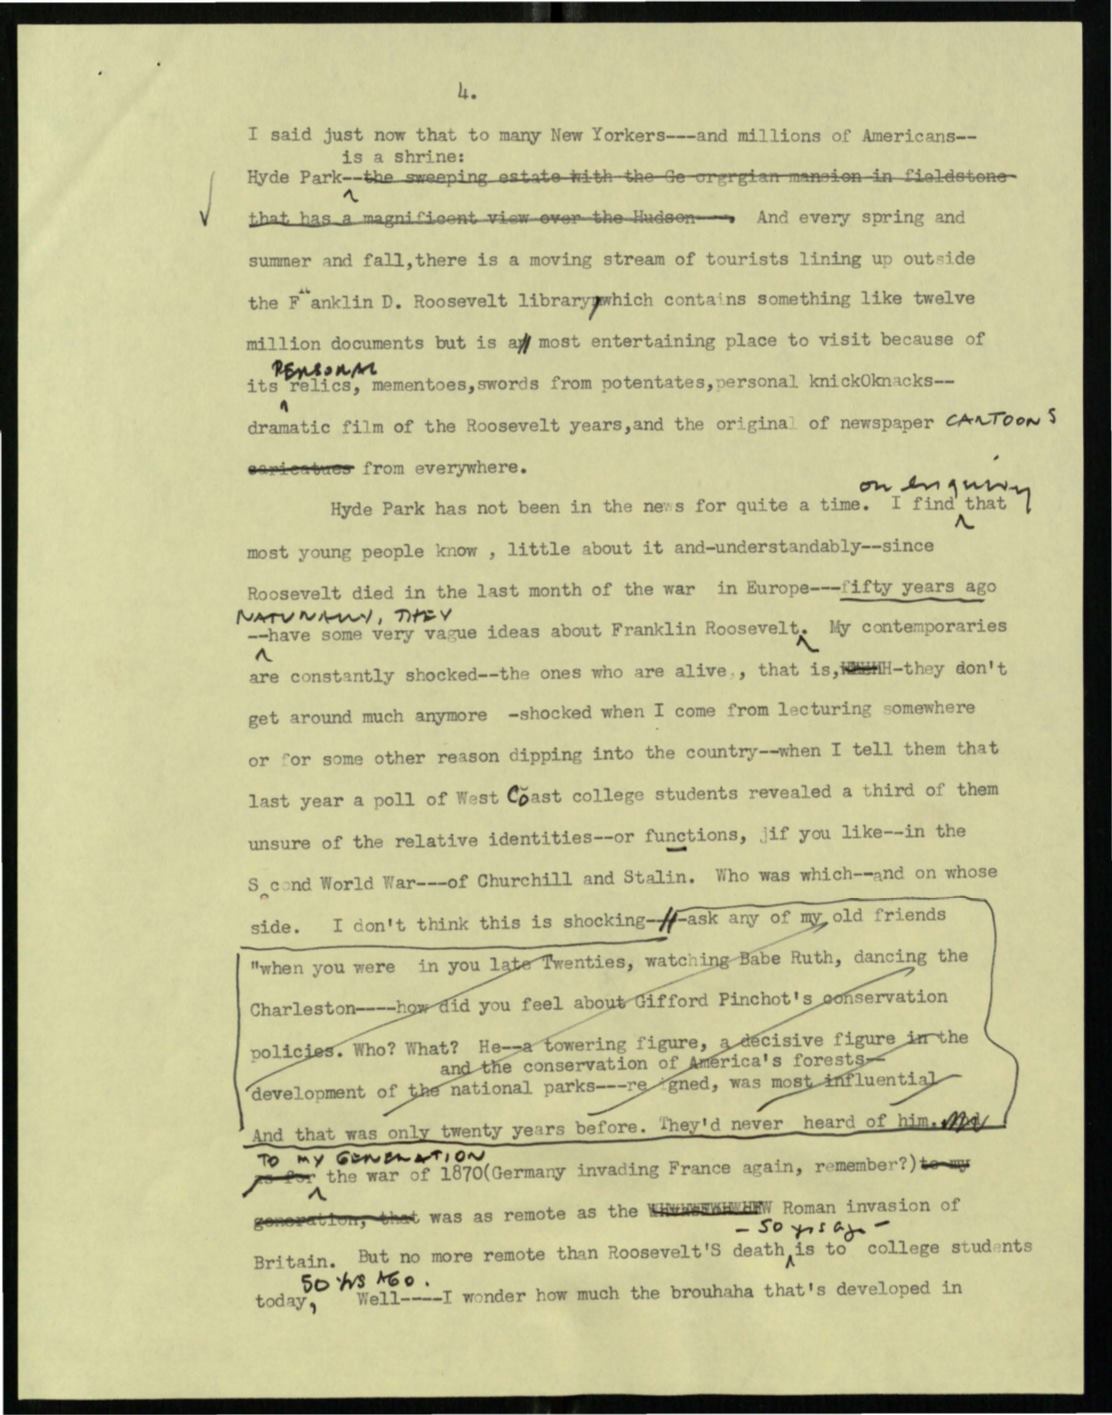 4.
I said just now that to many New Yorkers---and millions of Americans--
is a shrine:
Hyde Park--the sweeping estate with the Ge orgrgian mansion in fieldstone
that has a magnificent view over the Hudson---, And every spring and
summer and fall,there is a moving stream of tourists lining up outside
the Franklin D. Roosevelt library,which contains something like twelve
million documents but is a most entertaining place to visit because of
PERSONAL
its relics, mementoes,swords from potentates,personal knickOknacks--
dramatic film of the Roosevelt years,and the original of newspaper CARTOONS
caricatues from everywhere.
on enquiry
Hyde Park has not been in the news for quite a time. I find that
most young people know , little about it and-understandably--since
Roosevelt died in the last month of the war in Europe---fifty years ago
NATURALLY, THEY
--have some very vague ideas about Franklin Roosevelt. My contemporaries
are constantly shocked--the ones who are alive,, that is, H-they don't
get around much anymore -shocked when I come from lecturing somewhere
or for some other reason dipping into the country--when I tell them that
last year a poll of West Coast college students revealed a third of them
unsure of the relative identities--or functions, jif you like--in the
Second World War---of Churchill and Stalin. Who was which--and on whose
side. I don't think this is shocking---ask any of my old friends
"when you were in you late Twenties, watching Babe Ruth, dancing the
Charleston----how did you feel about Gifford Pinchot's conservation
policies. Who? What? He--a towering figure, a decisive figure in the
and the conservation of America's forests--
development of the national parks---reigned, was most influential
And that was only twenty years before. They'd never heard of him. And
TO MY GENERATION
as for the war of 1870(Germany invading France again, remember?)to my
generation, that was as remote as the Roman invasion of
- 50 yrs ago -
Britain. But no more remote than Roosevelt'S death is to college students
50 YRS AGO.
today, Well----I wonder how much the brouhaha that's developed in